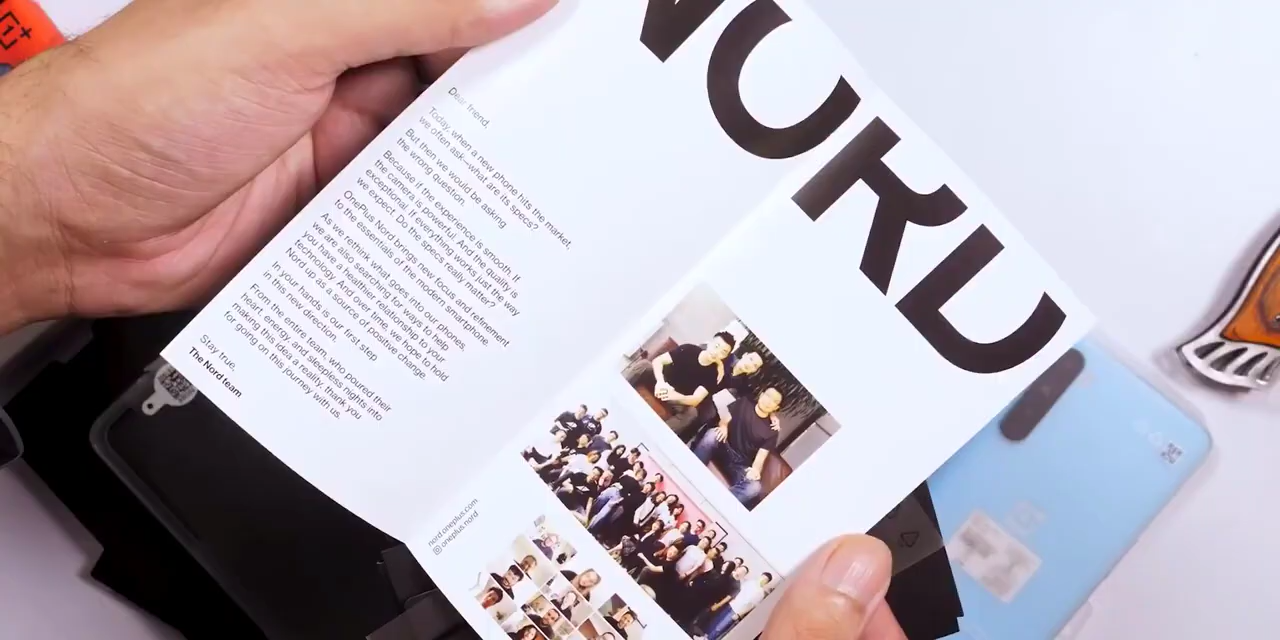 Dear friend,
Today, when a new phone hits the market,
we often ask—what are its specs?
But then we would be asking
the wrong question.
Because if the experience is smooth. If
the camera is powerful. And the quality is
exceptional. If everything works just the way
we expect. Do the specs really matter?
OnePlus Nord brings new focus and refinement
to the essentials of the modern smartphone.
As we rethink what goes into our phones,
we are also searching for ways to help
you have a healthier relationship to your
technology. And over time, we hope to hold
Nord up as a source of positive change.
In your hands is our first step
in this new direction.
From the entire team, who poured their
heart, energy, and sleepless nights into
making this idea a reality, thank you
for going on this journey with us.
Stay true,
The Nord team
nord.oneplus.com
oneplus.nord